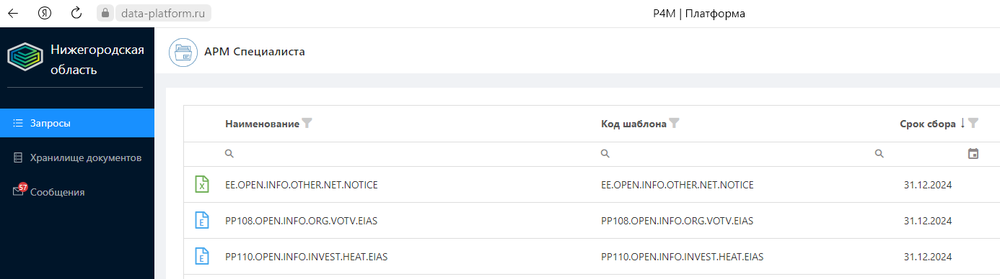 data-platform.ru
P4M | Платформа
Нижегородская
область
АРМ Специалиста
Запросы
Хранилище документов
57
Сообщения
Наименование Код шаблона Срок сбора ↓
EE.OPEN.INFO.OTHER.NET.NOTICE EE.OPEN.INFO.OTHER.NET.NOTICE 31.12.2024
PP108.OPEN.INFO.ORG.VOTV.EIAS PP108.OPEN.INFO.ORG.VOTV.EIAS 31.12.2024
PP110.OPEN.INFO.INVEST.HEAT.EIAS PP110.OPEN.INFO.INVEST.HEAT.EIAS 31.12.2024